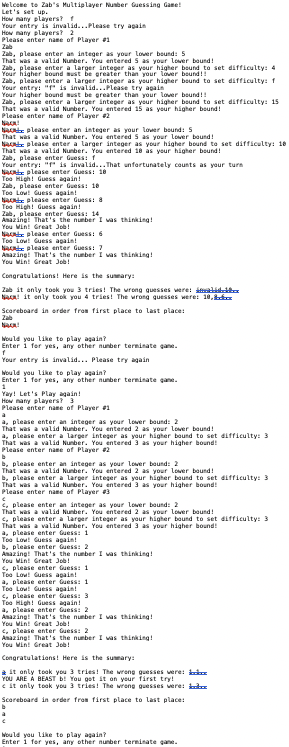 Welcome to Zab's Multiplayer Number Guessing Game!
Let's set up.
How many players?  f
Your entry is invalid...Please try again
How many players?  2
Please enter name of Player #1
Zab
Zab, please enter an integer as your lower bound: 5
That was a valid Number. You entered 5 as your lower bound!
Zab, please enter a larger integer as your higher bound to set difficulty: 4
Your higher bound must be greater than your lower bound!!
Zab, please enter a larger integer as your higher bound to set difficulty: f
Your entry: "f" is invalid...Please try again
Your higher bound must be greater than your lower bound!!
Zab, please enter a larger integer as your higher bound to set difficulty: 15
That was a valid Number. You entered 15 as your higher bound!
Please enter name of Player #2
please enter an integer as your lower bound: 5
That was a valid Number. You entered 5 as your lower bound!
please enter a larger integer as your higher bound to set difficulty: 10
That was a valid Number. You entered 10 as your higher bound!
Zab, please enter Guess: f
Your entry: "f" is invalid...That unfortunately counts as your turn
please enter Guess: 10
Too High! Guess again!
Zab, please enter Guess: 10
Too Low! Guess again!
please enter Guess: 8
Too High! Guess again!
Zab, please enter Guess: 14
Amazing! That's the number I was thinking!
You Win! Great Job!
please enter Guess: 6
Too Low! Guess again!
please enter Guess: 7
Amazing! That's the number I was thinking!
You Win! Great Job!
Congratulations! Here is the summary:
Zab it only took you 3 tries! The wrong guesses were: invalid,10,
it only took you 4 tries! The wrong guesses were: 10,8,6,
Scoreboard in order from first place to last place:
Zab
Would you like to play again?
Enter 1 for yes, any other number terminate game.
f
Your entry is invalid... Please try again
Would you like to play again?
Enter 1 for yes, any other number terminate game.
1
Yay! Let's Play again!
How many players?  3
Please enter name of Player #1
a
a, please enter an integer as your lower bound: 2
That was a valid Number. You entered 2 as your lower bound!
a, please enter a larger integer as your higher bound to set difficulty: 3
That was a valid Number. You entered 3 as your higher bound!
Please enter name of Player #2
b
b, please enter an integer as your lower bound: 2
That was a valid Number. You entered 2 as your lower bound!
b, please enter a larger integer as your higher bound to set difficulty: 3
That was a valid Number. You entered 3 as your higher bound!
Please enter name of Player #3
c
c, please enter an integer as your lower bound: 2
That was a valid Number. You entered 2 as your lower bound!
c, please enter a larger integer as your higher bound to set difficulty: 3
That was a valid Number. You entered 3 as your higher bound!
a, please enter Guess: 1
Too Low! Guess again!
b, please enter Guess: 2
Amazing! That's the number I was thinking!
You Win! Great Job!
c, please enter Guess: 1
Too Low! Guess again!
a, please enter Guess: 1
Too Low! Guess again!
c, please enter Guess: 3
Too High! Guess again!
a, please enter Guess: 2
Amazing! That's the number I was thinking!
You Win! Great Job!
c, please enter Guess: 2
Amazing! That's the number I was thinking!
You Win! Great Job!
Congratulations! Here is the summary:
a it only took you 3 tries! The wrong guesses were: 1,1,
YOU ARE A BEAST b! You got it on your first try!
c it only took you 3 tries! The wrong guesses were: 1,3,
Scoreboard in order from first place to last place:
b
a
c
Would you like to play again?
Enter 1 for yes, any other number terminate game.